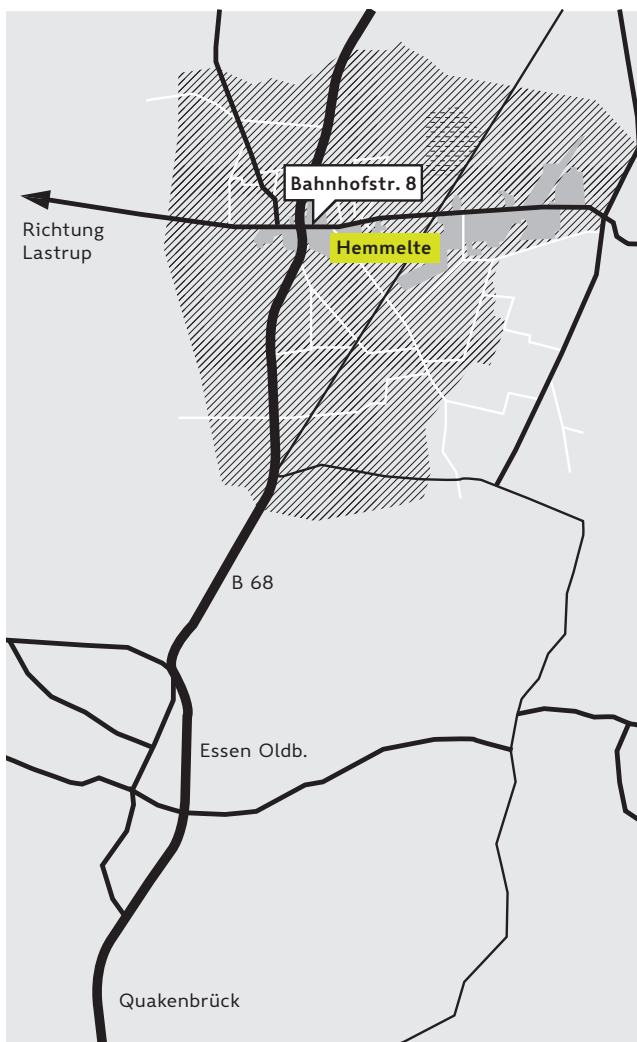 Bahnhofstr. 8
Richtung
Lastrup
Hemmelte
B 68
Essen Oldb.
Quakenbrück